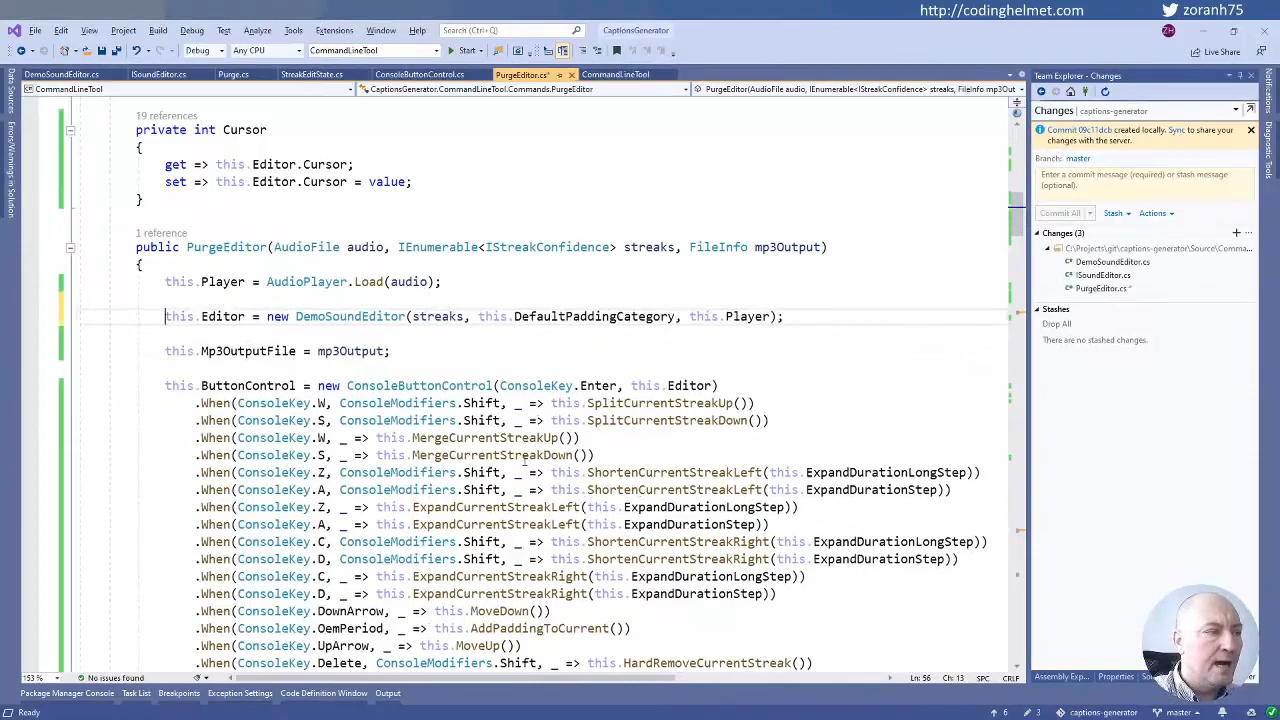 http://codinghelmet.com zoranh75
File Edit View Project Build Debug Test Analyze Tools Extensions Window Help Search (Ctrl+Q) CaptionsGenerator ZH
Debug Any CPU CommandLineTool Start Live Share
DemoSoundEditor.cs ISoundEditor.cs Purge.cs StreakEditState.cs ConsoleButtonControl.cs PurgeEditor.cs* CommandLineTool
CommandLineTool CaptionsGenerator.CommandLineTool.Commands.PurgeEditor PurgeEditor(AudioFile audio, IEnumerable<IStreakConfidence> streaks, FileInfo mp3Out
Data Sources
Errors/Warnings in Solution
19 references
private int Cursor
{
get => this.Editor.Cursor;
set => this.Editor.Cursor = value;
}
1 reference
public PurgeEditor(AudioFile audio, IEnumerable<IStreakConfidence> streaks, FileInfo mp3Output)
{
this.Player = AudioPlayer.Load(audio);
this.Editor = new DemoSoundEditor(streaks, this.DefaultPaddingCategory, this.Player);
this.Mp3OutputFile = mp3Output;
this.ButtonControl = new ConsoleButtonControl(ConsoleKey.Enter, this.Editor)
.When(ConsoleKey.W, ConsoleModifiers.Shift, _ => this.SplitCurrentStreakUp())
.When(ConsoleKey.S, ConsoleModifiers.Shift, _ => this.SplitCurrentStreakDown())
.When(ConsoleKey.W, _ => this.MergeCurrentStreakUp())
.When(ConsoleKey.S, _ => this.MergeCurrentStreakDown())
.When(ConsoleKey.Z, ConsoleModifiers.Shift, _ => this.ShortenCurrentStreakLeft(this.ExpandDurationLongStep))
.When(ConsoleKey.A, ConsoleModifiers.Shift, _ => this.ShortenCurrentStreakLeft(this.ExpandDurationStep))
.When(ConsoleKey.Z, _ => this.ExpandCurrentStreakLeft(this.ExpandDurationLongStep))
.When(ConsoleKey.A, _ => this.ExpandCurrentStreakLeft(this.ExpandDurationStep))
.When(ConsoleKey.C, ConsoleModifiers.Shift, _ => this.ShortenCurrentStreakRight(this.ExpandDurationLongStep))
.When(ConsoleKey.D, ConsoleModifiers.Shift, _ => this.ShortenCurrentStreakRight(this.ExpandDurationStep))
.When(ConsoleKey.C, _ => this.ExpandCurrentStreakRight(this.ExpandDurationLongStep))
.When(ConsoleKey.D, _ => this.ExpandCurrentStreakRight(this.ExpandDurationStep))
.When(ConsoleKey.DownArrow, _ => this.MoveDown())
.When(ConsoleKey.OemPeriod, _ => this.AddPaddingToCurrent())
.When(ConsoleKey.UpArrow, _ => this.MoveUp())
.When(ConsoleKey.Delete, ConsoleModifiers.Shift, _ => this.HardRemoveCurrentStreak())
153 % No issues found Ln: 56 Ch: 13 SPC CRLF
Team Explorer - Changes
Changes | captions-generator
Commit 09c11dcb created locally. Sync to share your
changes with the server.
Branch: master
Enter a commit message (required) or stash message
(optional).
Commit All Stash Actions
Changes (3)
C:\Projects\git\captions-generator\Source\Comma...
DemoSoundEditor.cs
ISoundEditor.cs
PurgeEditor.cs *
Stashes
Drop All
There are no stashed changes.
Notifications
Diagnostic Tools
Assembly Exp... Properties
Package Manager Console Task List Breakpoints Exception Settings Code Definition Window Output
Ready 6 3 captions-generator master